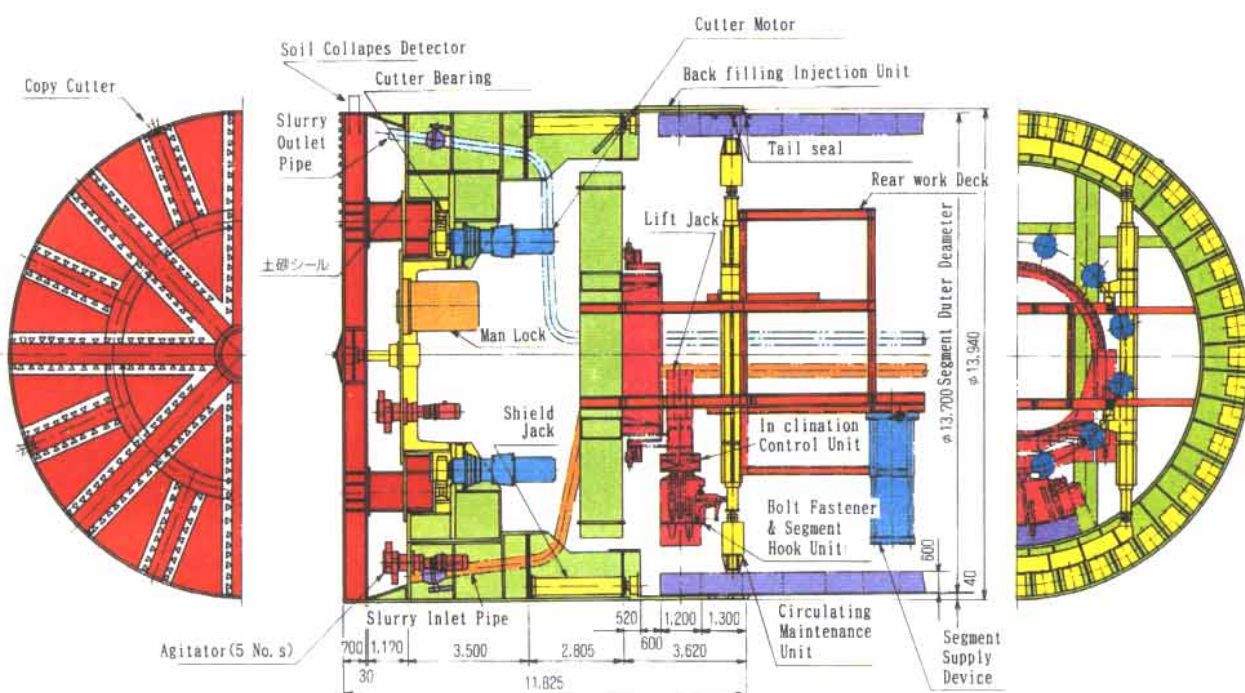 Cutter Motor
Soil Collapes Detector
Back filling Injection Unit
Cutter Bearing
Copy Cutter
Slurry
Outlet
Pipe
Tail seal
Rear work Deck
Lift Jack
土砂シール
Man Lock
Segment Duter Deameter
φ13.700
φ13.940
Shield
Jack
In clination
Control Unit
Bolt Fastener
& Segment
Hook Unit
600
40
Slurry Inlet Pipe
Agitator(5 No.s)
Circulating
Maintenance
Unit
Segment
Supply
Device
520
1,200
1,300
600
700
1,170
3.500
2.805
3.620
30
11.825